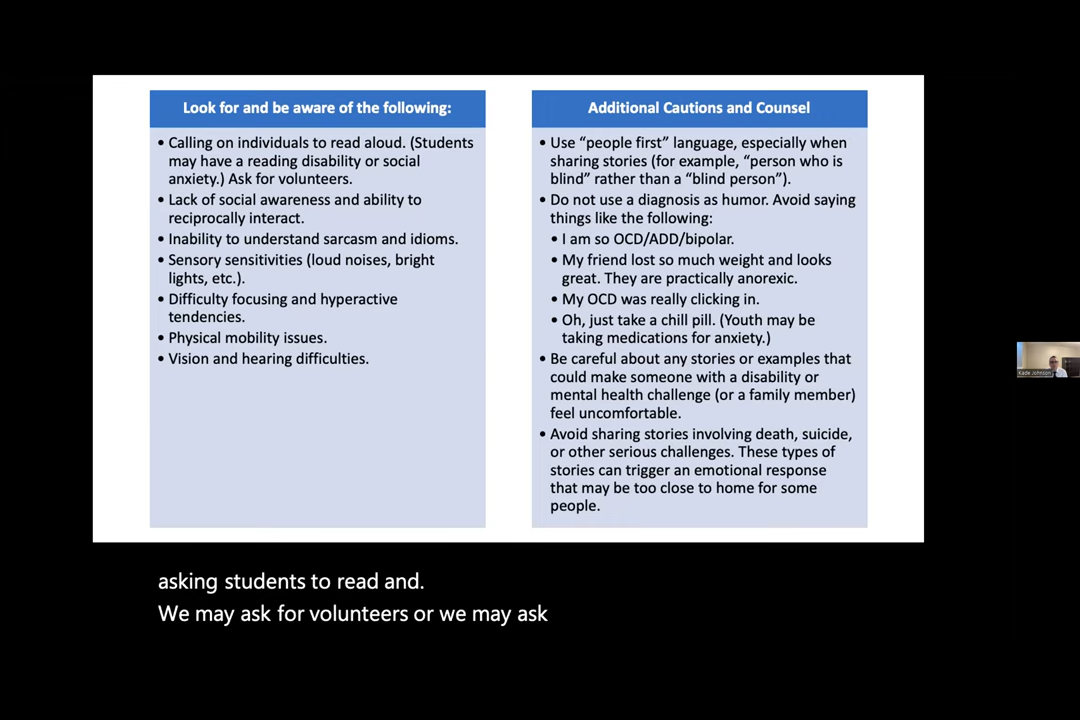 Look for and be aware of the following:
• Calling on individuals to read aloud. (Students
may have a reading disability or social
anxiety.) Ask for volunteers.
• Lack of social awareness and ability to
reciprocally interact.
• Inability to understand sarcasm and idioms.
• Sensory sensitivities (loud noises, bright
lights, etc.).
• Difficulty focusing and hyperactive
tendencies.
• Physical mobility issues.
• Vision and hearing difficulties.
Additional Cautions and Counsel
• Use “people first” language, especially when
sharing stories (for example, “person who is
blind” rather than a “blind person”).
• Do not use a diagnosis as humor. Avoid saying
things like the following:
• I am so OCD/ADD/bipolar.
• My friend lost so much weight and looks
great. They are practically anorexic.
• My OCD was really clicking in.
• Oh, just take a chill pill. (Youth may be
taking medications for anxiety.)
• Be careful about any stories or examples that
could make someone with a disability or
mental health challenge (or a family member)
feel uncomfortable.
• Avoid sharing stories involving death, suicide,
or other serious challenges. These types of
stories can trigger an emotional response
that may be too close to home for some
people.
Kade Johnson
asking students to read and.
We may ask for volunteers or we may ask